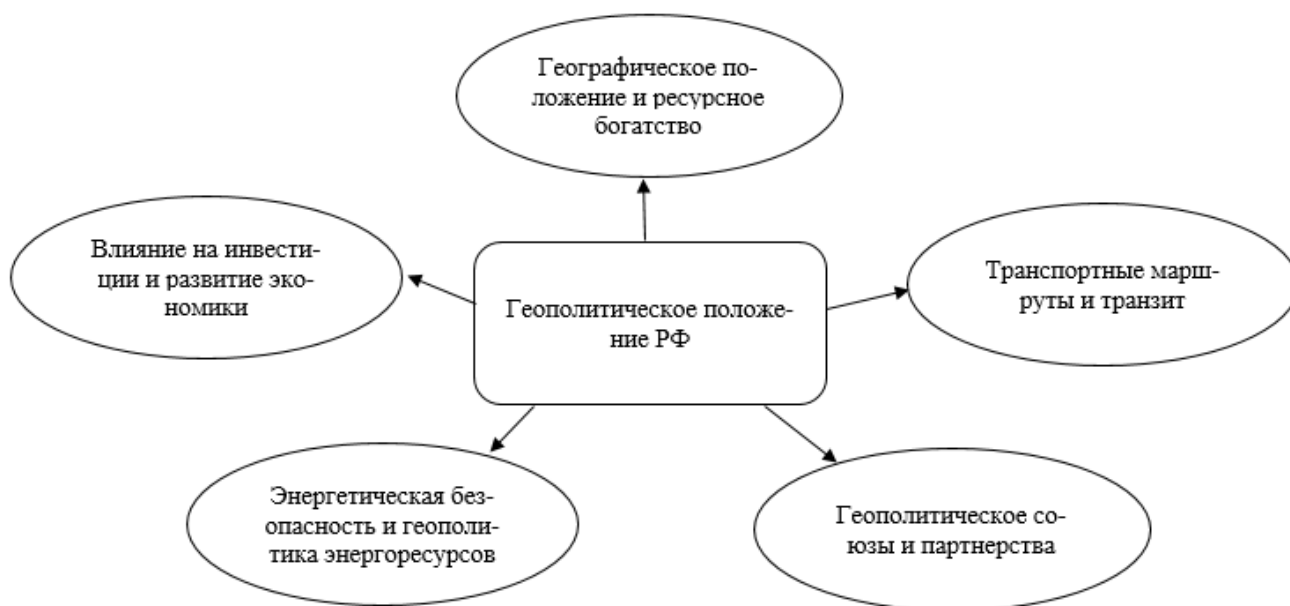 Географическое по-
ложение и ресурсное
богатство
Влияние на инвести-
ции и развитие эко-
номики
Транспортные марш-
руты и транзит
Геополитическое положе-
ние РФ
Энергетическая без-
опасность и геополи-
тика энергоресурсов
Геополитическое со-
юзы и партнерства